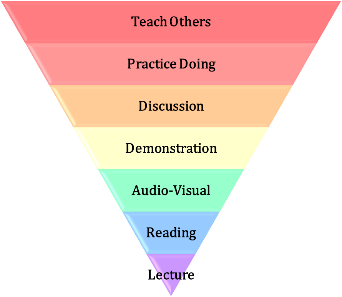 Teach Others
Practice Doing
Discussion
Demonstration
Audio-Visual
Reading
Lecture